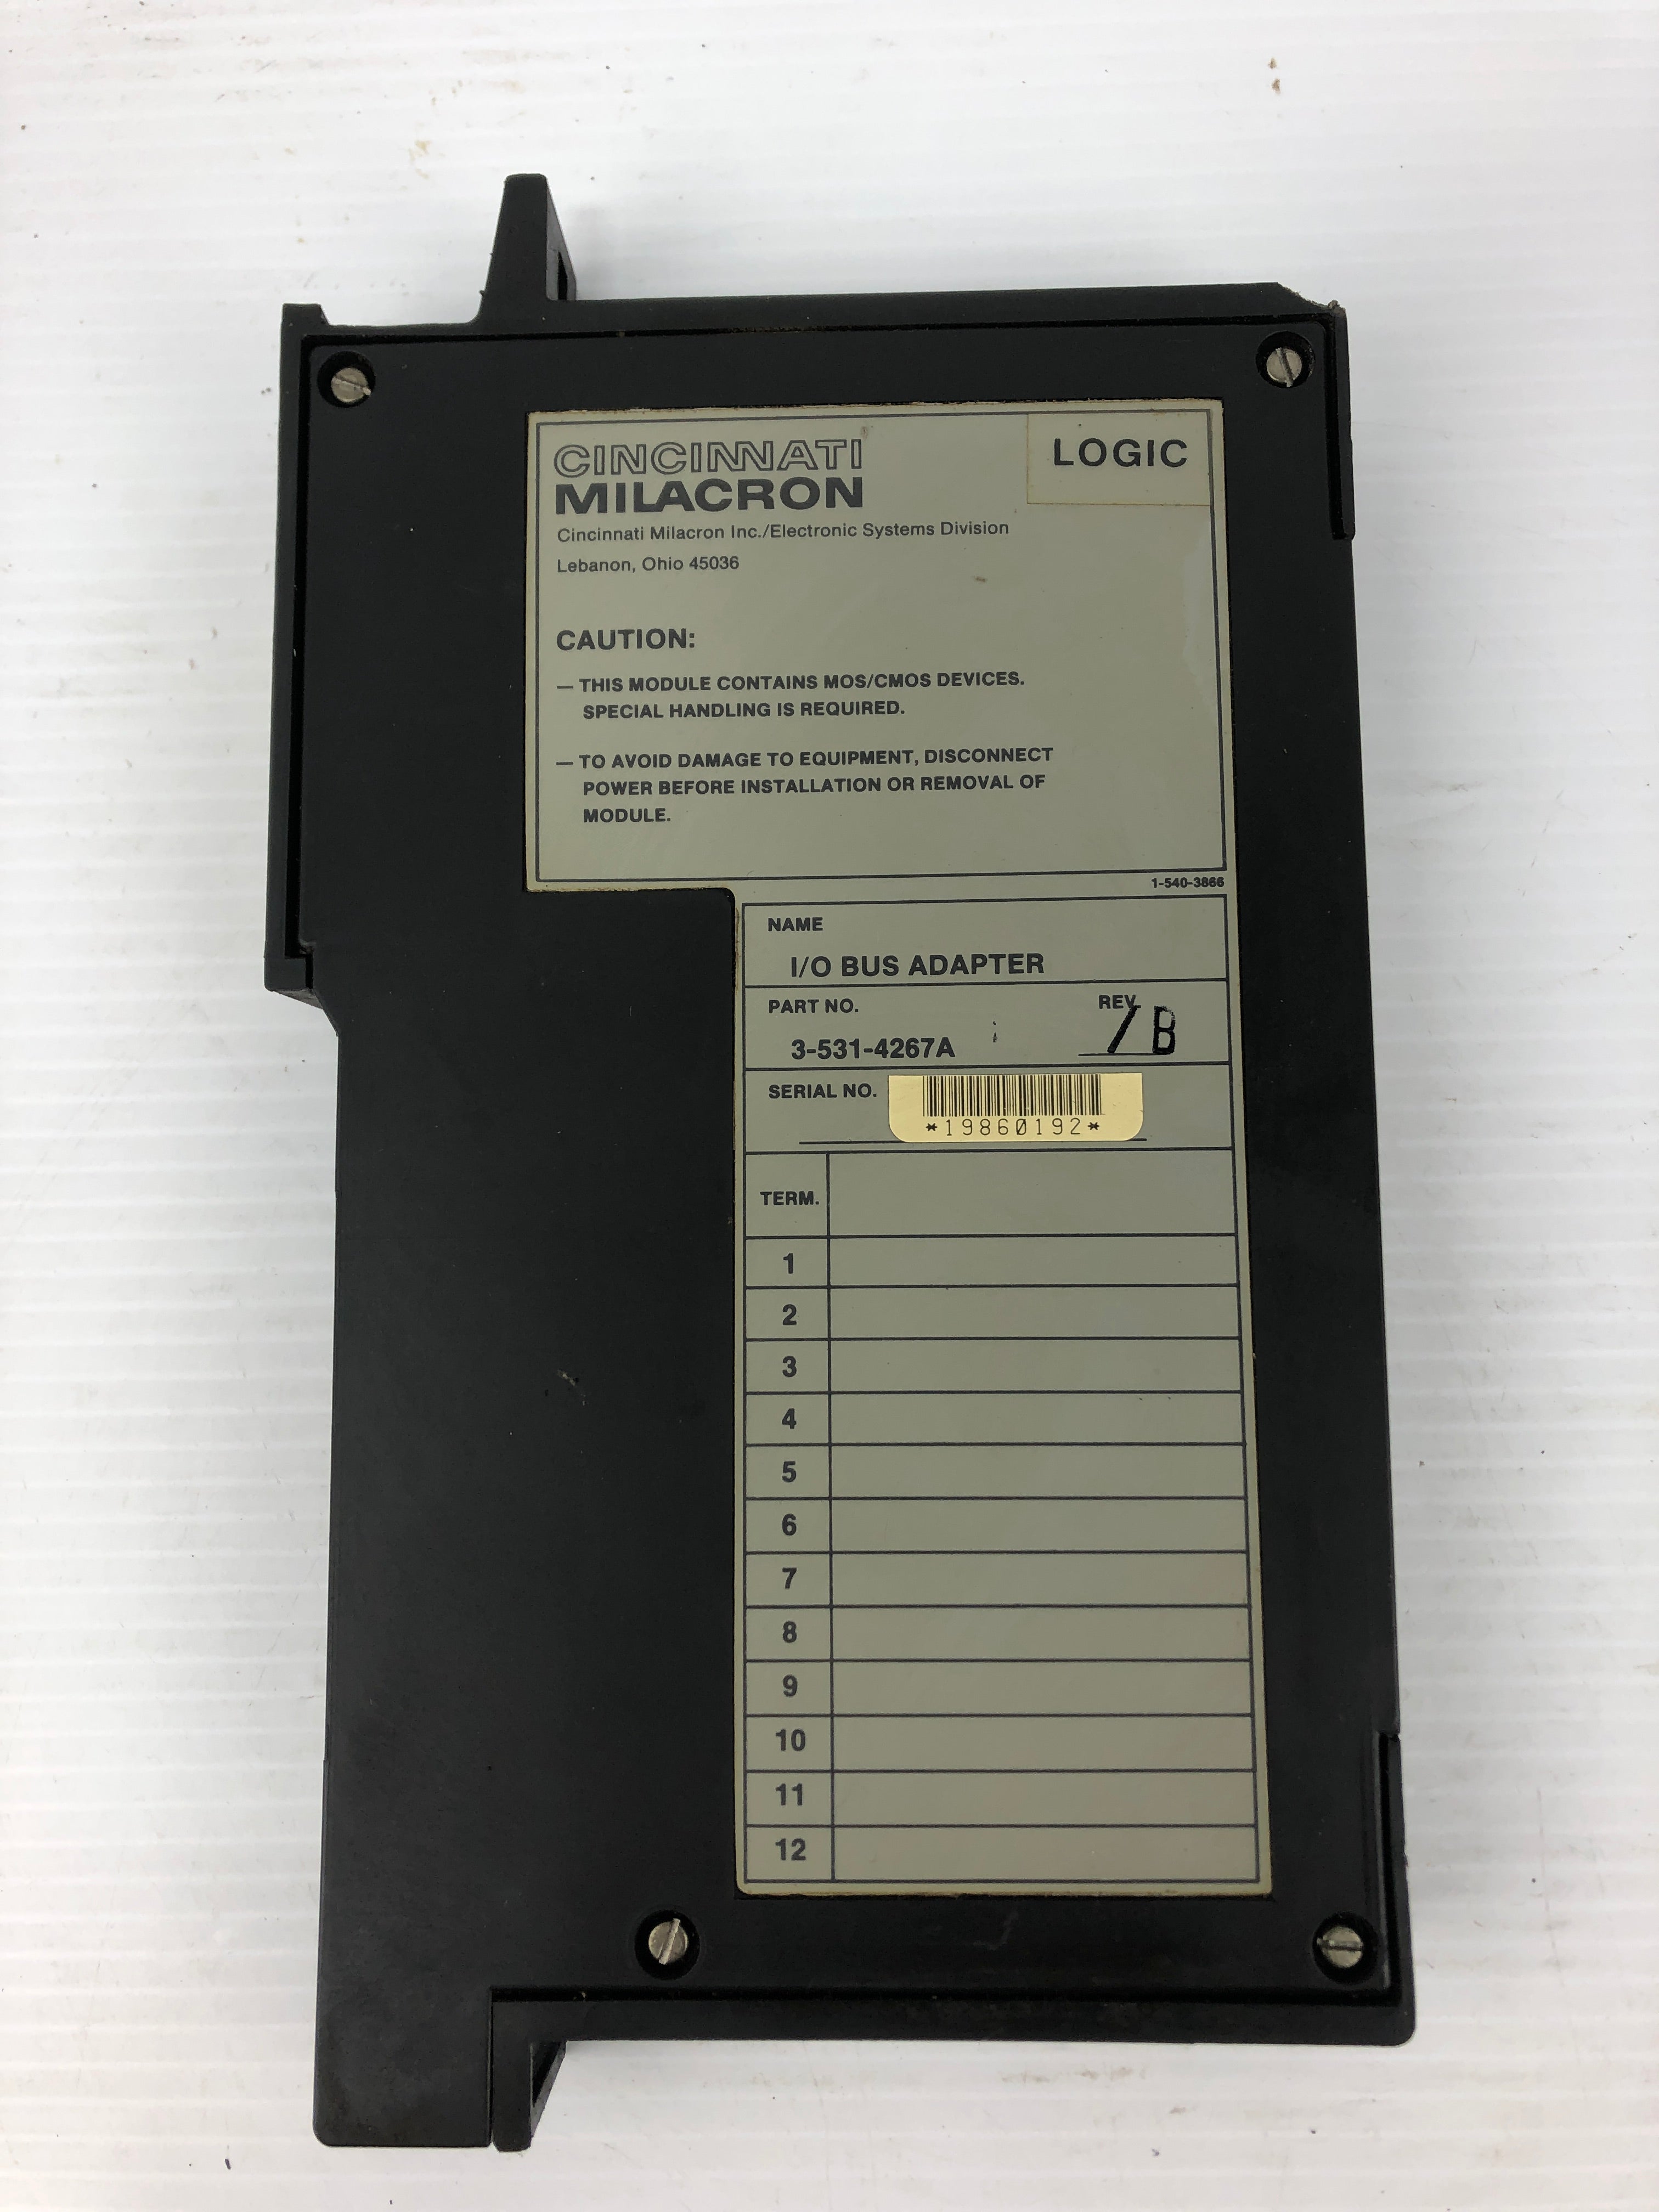 CINCINNATI
MILACRON
LOGIC
Cincinnati Milacron Inc./Electronic Systems Division
Lebanon, Ohio 45036
CAUTION:
— THIS MODULE CONTAINS MOS/CMOS DEVICES.
SPECIAL HANDLING IS REQUIRED.
— TO AVOID DAMAGE TO EQUIPMENT, DISCONNECT
POWER BEFORE INSTALLATION OR REMOVAL OF
MODULE.
1-540-3866
NAME
I/O BUS ADAPTER
PART NO.
REV
3-531-4267A
/B
SERIAL NO.
*19860192*
TERM.
1
2
3
4
5
6
7
8
9
10
11
12